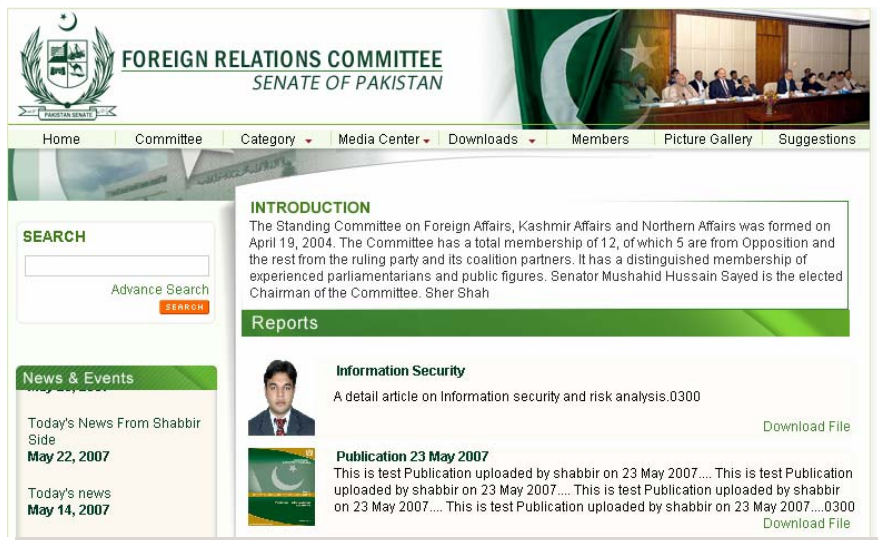 FOREIGN RELATIONS COMMITTEE
SENATE OF PAKISTAN
PAKISTAN SENATE
Home Committee Category Media Center Downloads Members Picture Gallery Suggestions
SEARCH
Advance Search
SEARCH
News & Events
Today's News From Shabbir
Side
May 22, 2007
Today's news
May 14, 2007
INTRODUCTION
The Standing Committee on Foreign Affairs, Kashmir Affairs and Northern Affairs was formed on
April 19, 2004. The Committee has a total membership of 12, of which 5 are from Opposition and
the rest from the ruling party and its coalition partners. It has a distinguished membership of
experienced parliamentarians and public figures. Senator Mushahid Hussain Sayed is the elected
Chairman of the Committee. Sher Shah
Reports
Information Security
A detail article on Information security and risk analysis.0300
Download File
Publication 23 May 2007
This is test Publication uploaded by shabbir on 23 May 2007.... This is test Publication
uploaded by shabbir on 23 May 2007.... This is test Publication uploaded by shabbir
on 23 May 2007.... This is test Publication uploaded by shabbir on 23 May 2007....0300
Download File